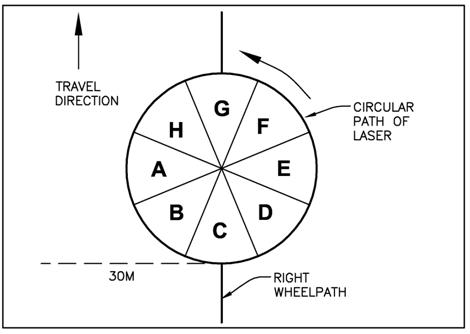 TRAVEL
DIRECTION
G
H
F
CIRCULAR
PATH OF
LASER
A
E
B
D
C
30M
RIGHT
WHEELPATH